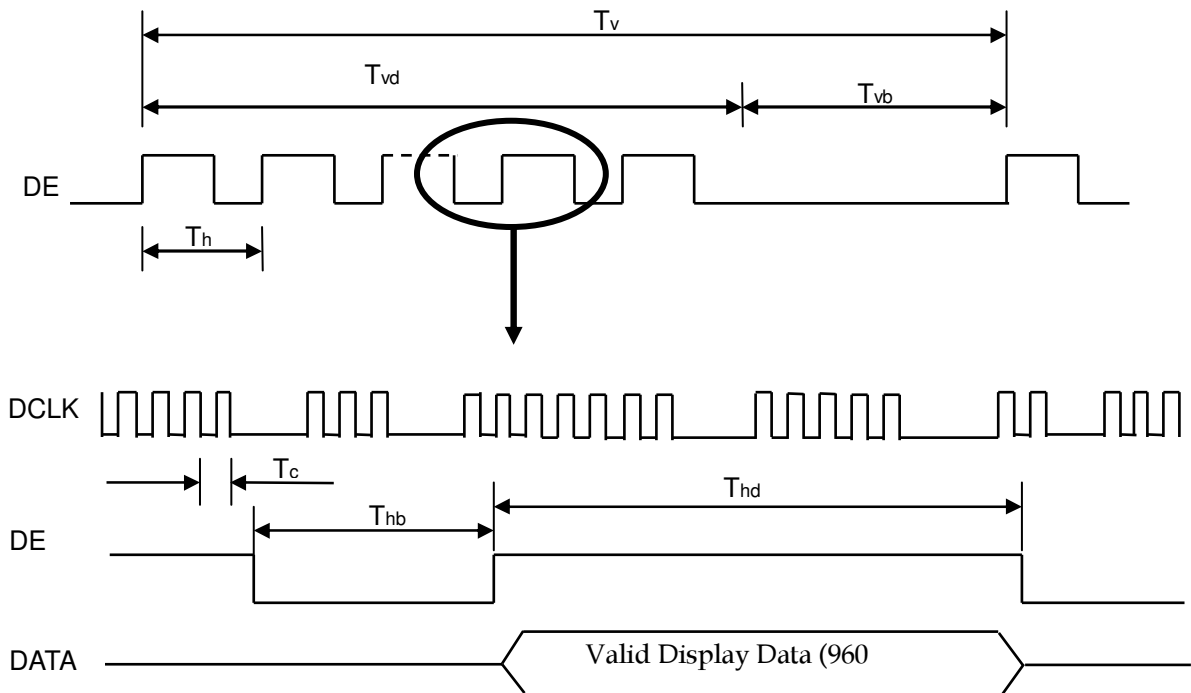 Tv
Tvd
Tvb
DE
Th
DCLK
Tc
Thd
Thb
DE
Valid Display Data (960
DATA